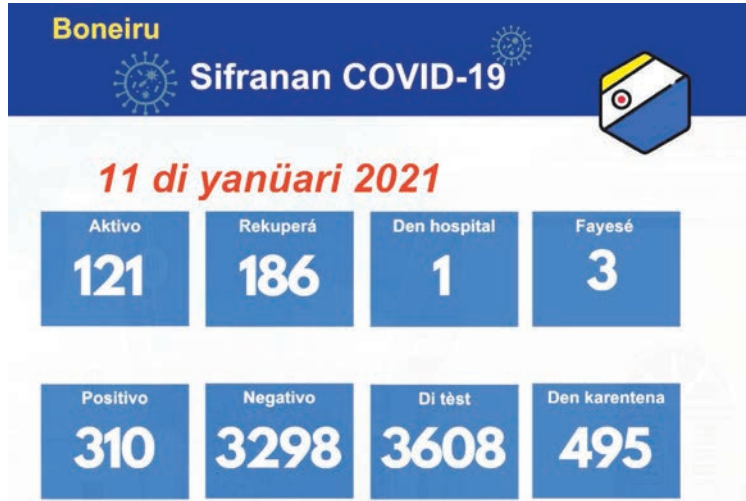 Boneiru
Sifranan COVID-19
11 di yanüari 2021
Aktivo
121
Rekuperá
186
Den hospital
1
Fayesé
3
Positivo
310
Negativo
3298
Di tèst
3608
Den karentena
495